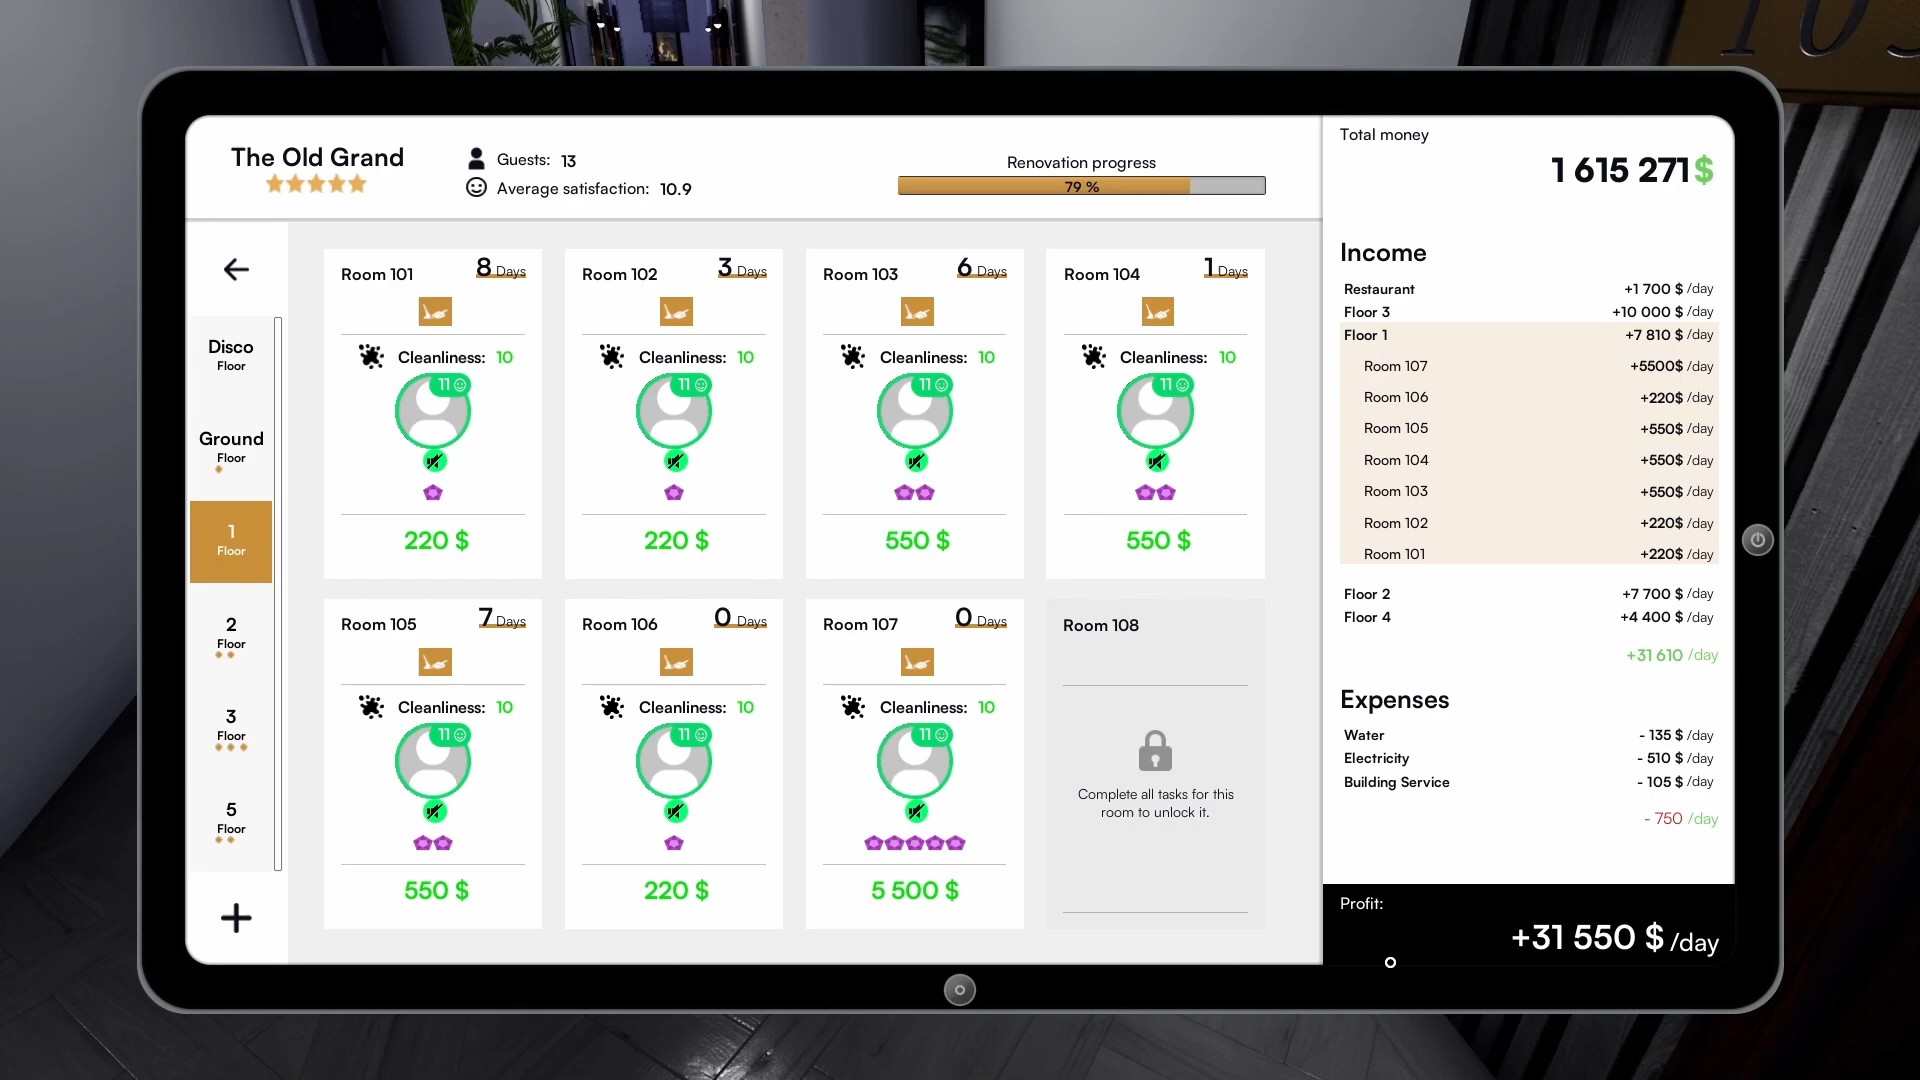 105
The Old Grand
Guests: 13
Average satisfaction: 10.9
Renovation progress
79 %
Disco
Floor
Ground
Floor
1
Floor
2
Floor
3
Floor
5
Floor
Room 101 8 Days
Cleanliness: 10
11
220 $
Room 102 3 Days
Cleanliness: 10
11
220 $
Room 103 6 Days
Cleanliness: 10
11
550 $
Room 104 1 Days
Cleanliness: 10
11
550 $
Room 105 7 Days
Cleanliness: 10
11
550 $
Room 106 0 Days
Cleanliness: 10
11
220 $
Room 107 0 Days
Cleanliness: 10
11
5 500 $
Room 108
Complete all tasks for this
room to unlock it.
Total money
1 615 271 $
Income
Restaurant +1 700 $ /day
Floor 3 +10 000 $ /day
Floor 1 +7 810 $ /day
Room 107 +5500$ /day
Room 106 +220$ /day
Room 105 +550$ /day
Room 104 +550$ /day
Room 103 +550$ /day
Room 102 +220$ /day
Room 101 +220$ /day
Floor 2 +7 700 $ /day
Floor 4 +4 400 $ /day
+31 610 /day
Expenses
Water - 135 $ /day
Electricity - 510 $ /day
Building Service - 105 $ /day
- 750 /day
Profit:
+31 550 $ /day